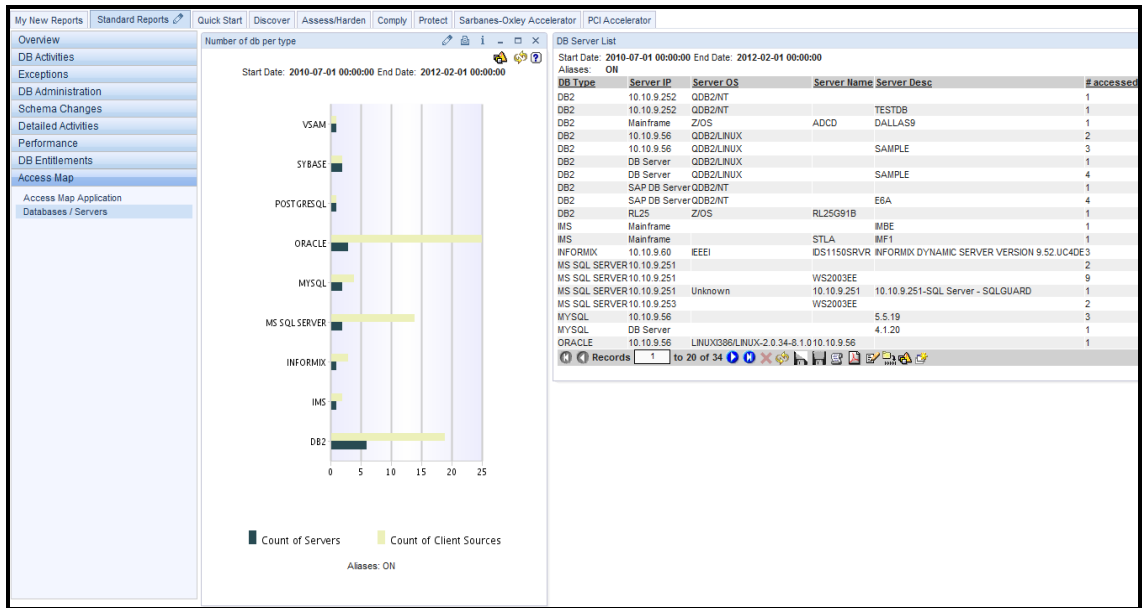 My New Reports Standard Reports Quick Start Discover Assess/Harden Comply Protect Sarbanes-Oxley Accelerator PCI Accelerator
Overview
DB Activities
Exceptions
DB Administration
Schema Changes
Detailed Activities
Performance
DB Entitlements
Access Map
Access Map Application
Databases / Servers
Number of db per type
Start Date: 2010-07-01 00:00:00 End Date: 2012-02-01 00:00:00
VSAM
SYBASE
POSTGRESQL
ORACLE
MYSQL
MS SQL SERVER
INFORMIX
IMS
DB2
0 5 10 15 20 25
Count of Servers Count of Client Sources
Aliases: ON
DB Server List
Start Date: 2010-07-01 00:00:00 End Date: 2012-02-01 00:00:00
Aliases: ON
DB Type Server IP Server OS Server Name Server Desc # accessed
DB2 10.10.9.252 QDB2/NT 1
DB2 10.10.9.252 QDB2/NT TESTDB 1
DB2 Mainframe Z/OS ADCD DALLAS9 1
DB2 10.10.9.56 QDB2/LINUX 2
DB2 10.10.9.56 QDB2/LINUX SAMPLE 3
DB2 DB Server QDB2/LINUX 1
DB2 DB Server QDB2/LINUX SAMPLE 4
DB2 SAP DB Server QDB2/NT 1
DB2 SAP DB Server QDB2/NT E6A 4
DB2 RL25 Z/OS RL25G91B 1
IMS Mainframe IMBE 1
IMS Mainframe STLA IMF1 1
INFORMIX 10.10.9.60 IEEEI IDS1150SRVR INFORMIX DYNAMIC SERVER VERSION 9.52.UC4DE 3
MS SQL SERVER 10.10.9.251 2
MS SQL SERVER 10.10.9.251 WS2003EE 9
MS SQL SERVER 10.10.9.251 Unknown 10.10.9.251 10.10.9.251-SQL Server - SQLGUARD 1
MS SQL SERVER 10.10.9.253 WS2003EE 2
MYSQL 10.10.9.56 5.5.19 3
MYSQL DB Server 4.1.20 1
ORACLE 10.10.9.56 LINUXI386/LINUX-2.0.34-8.1.0 10.10.9.56 1
Records 1 to 20 of 34